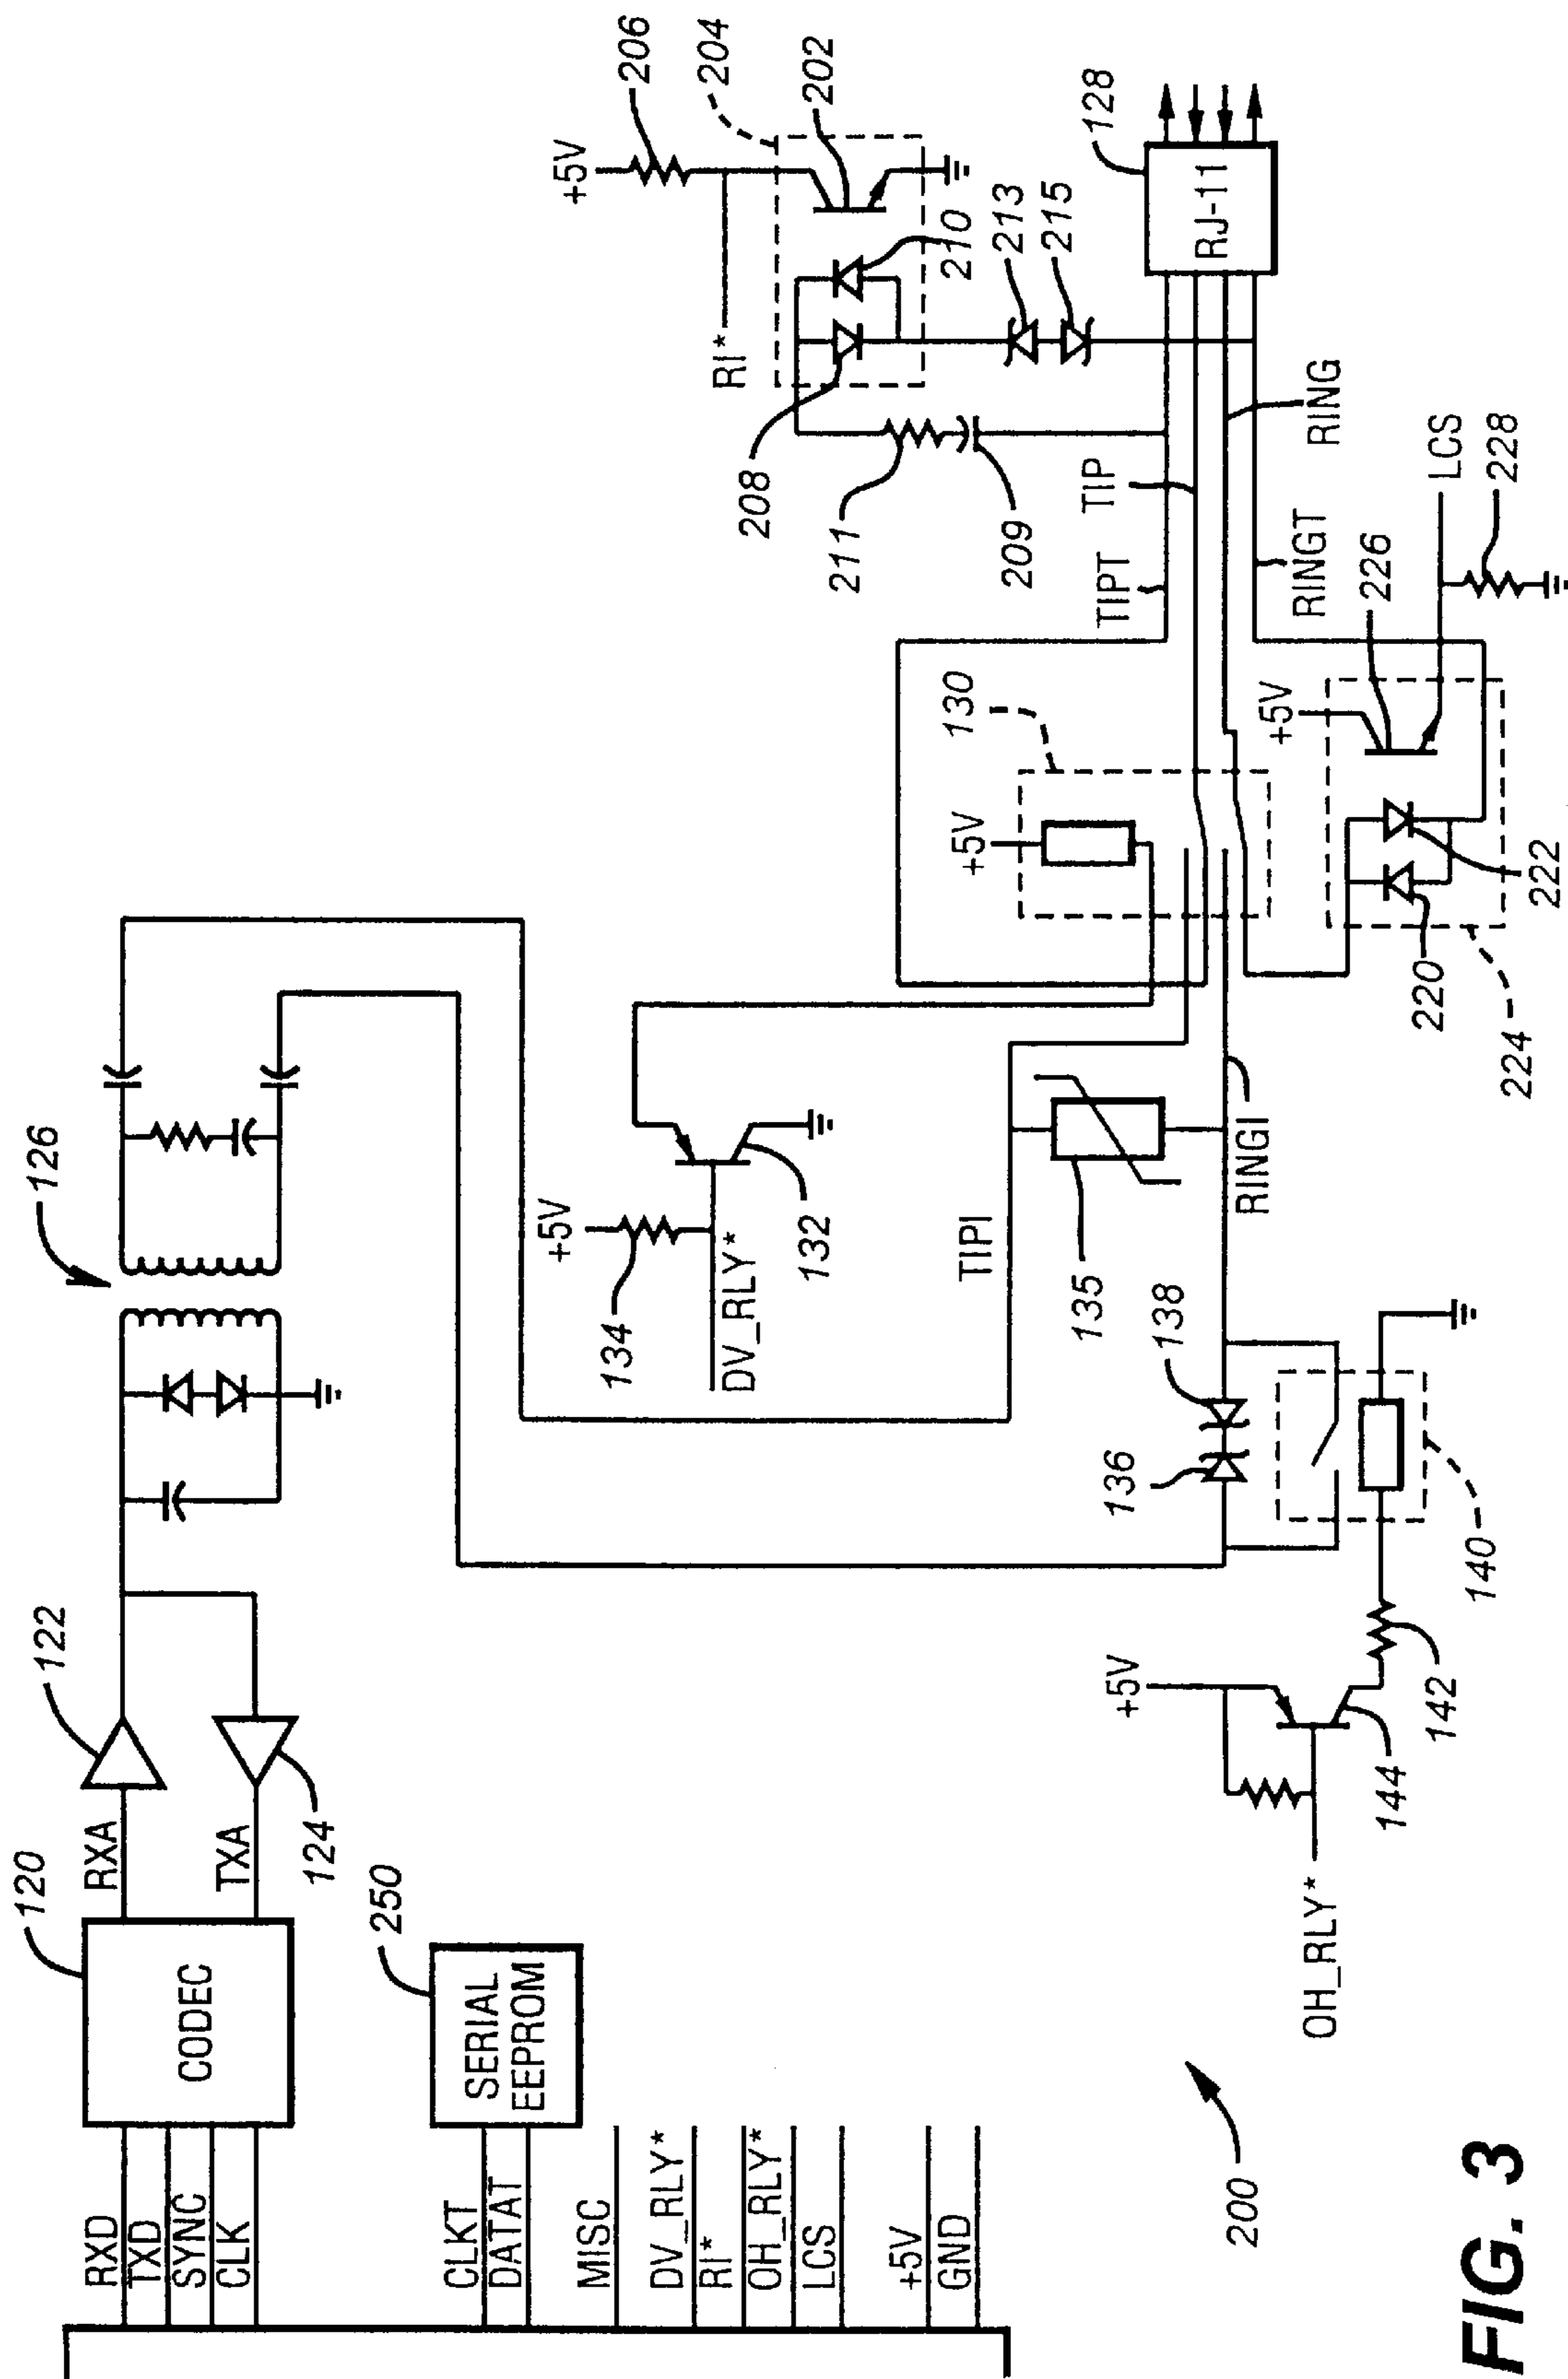 RXD
TXD
SYNC
CLK
120
CODEC
RXA
TXA
122
124
126
CLKT
DATAT
250
SERIAL
EEPROM
MISC
DV_RLY*
RI*
OH_RLY*
LCS
+5V
GND
+5V
134
DV_RLY*
132
+5V
206
204
202
RI*
210
208
211
209
213
215
128
RJ-11
TIPT
TIP
RING
RINGT
130
+5V
TIPI
135
RINGI
136
138
140
+5V
142
144
OH_RLY*
+5V
226
LCS
228
220
222
224
200
FIG. 3